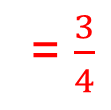 = 3/4